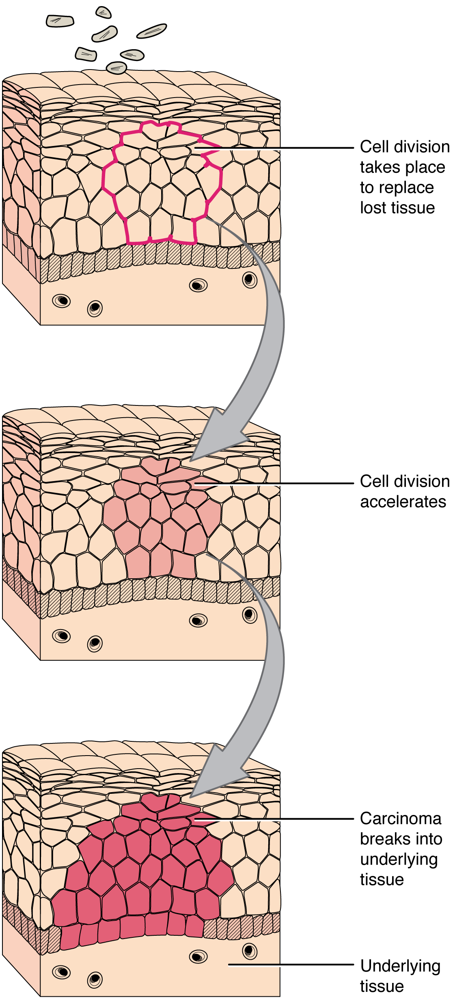 Cell division
takes place
to replace
lost tissue
Cell division
accelerates
Carcinoma
breaks into
underlying
tissue
Underlying
tissue